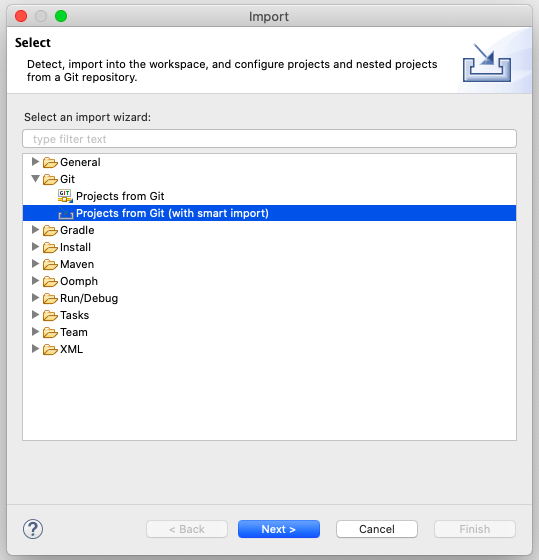 Import
Select
Detect, import into the workspace, and configure projects and nested projects
from a Git repository.
Select an import wizard:
type filter text
General
Git
GIT
Projects from Git
Projects from Git (with smart import)
Gradle
Install
Maven
Oomph
Run/Debug
Tasks
Team
XML
?
< Back
Next >
Cancel
Finish